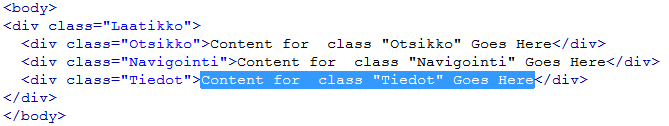 <body>
<div class="Laatikko">
  <div class="Otsikko">Content for  class "Otsikko" Goes Here</div>
  <div class="Navigointi">Content for  class "Navigointi" Goes Here</div>
  <div class="Tiedot">Content for  class "Tiedot" Goes Here</div>
</div>
</body>